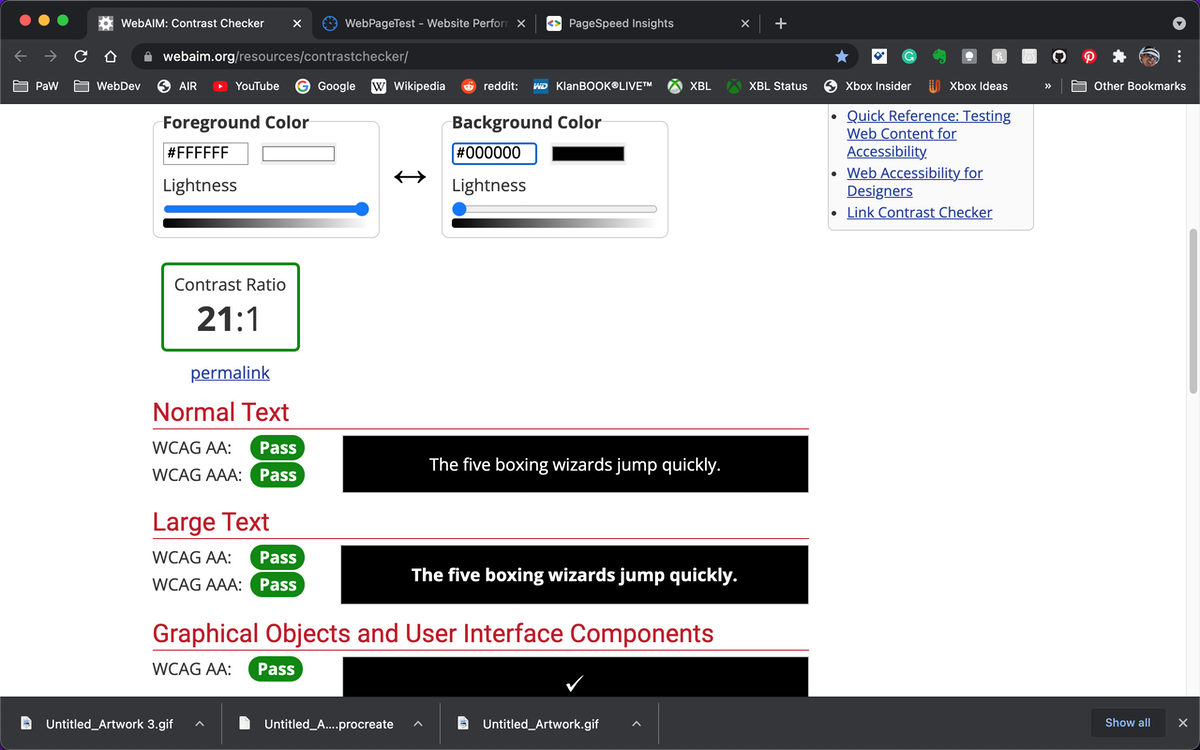 WebAIM: Contrast Checker
WebPageTest - Website Perfor
PageSpeed Insights
webaim.org/resources/contrastchecker/
PaW WebDev AIR YouTube Google Wikipedia reddit: KlanBOOK®LIVE™ XBL XBL Status Xbox Insider Xbox Ideas » Other Bookmarks
Foreground Color
#FFFFFF
Lightness
Background Color
#000000
Lightness
Quick Reference: Testing
Web Content for
Accessibility
Web Accessibility for
Designers
Link Contrast Checker
Contrast Ratio
21:1
permalink
Normal Text
WCAG AA: Pass
WCAG AAA: Pass
The five boxing wizards jump quickly.
Large Text
WCAG AA: Pass
WCAG AAA: Pass
The five boxing wizards jump quickly.
Graphical Objects and User Interface Components
WCAG AA: Pass
Untitled_Artwork 3.gif
Untitled_A....procreate
Untitled_Artwork.gif
Show all